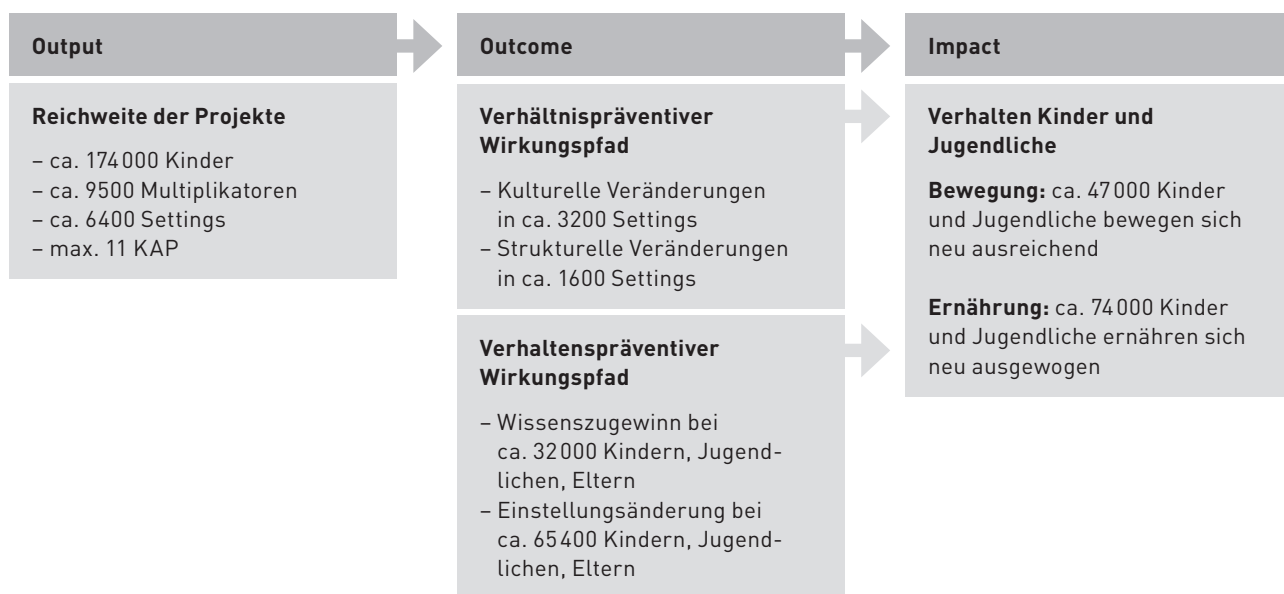 Output
Reichweite der Projekte
– ca. 174 000 Kinder
– ca. 9500 Multiplikatoren
– ca. 6400 Settings
– max. 11 KAP
Outcome
Verhältnispräventiver
Wirkungspfad
– Kulturelle Veränderungen
in ca. 3200 Settings
– Strukturelle Veränderungen
in ca. 1600 Settings
Verhaltenspräventiver
Wirkungspfad
– Wissenszugewinn bei
ca. 32 000 Kindern, Jugend-
lichen, Eltern
– Einstellungsänderung bei
ca. 65 400 Kindern, Jugend-
lichen, Eltern
Impact
Verhalten Kinder und
Jugendliche
Bewegung: ca. 47 000 Kinder
und Jugendliche bewegen sich
neu ausreichend
Ernährung: ca. 74 000 Kinder
und Jugendliche ernähren sich
neu ausgewogen